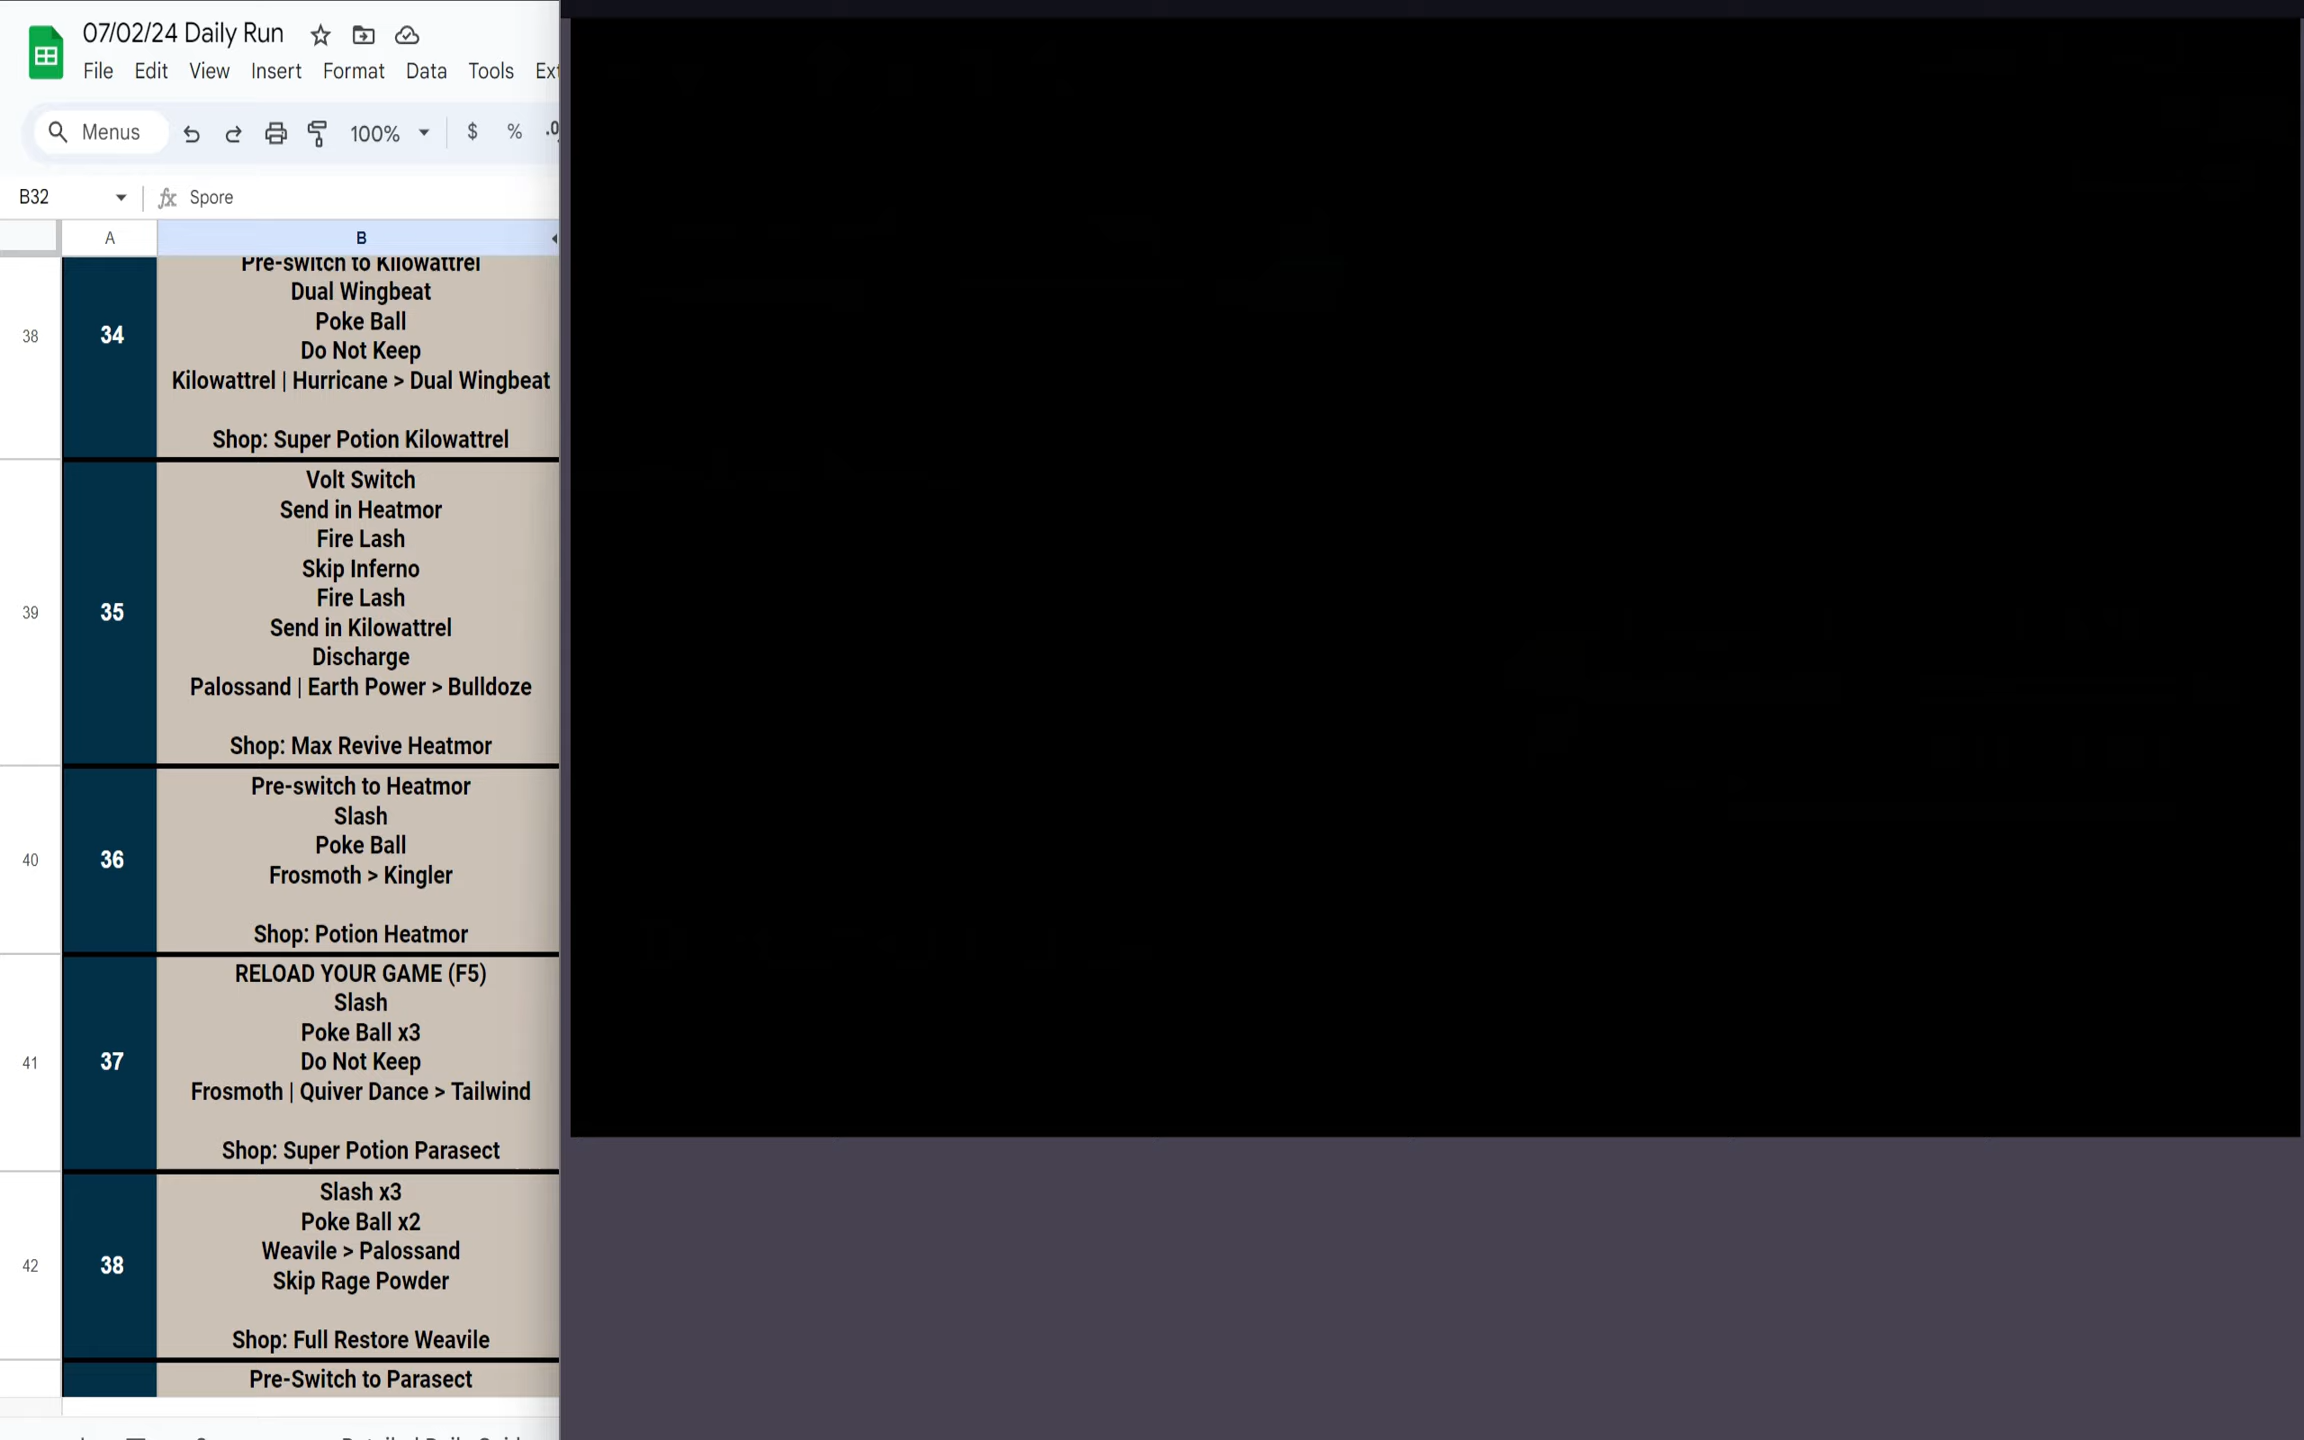 07/02/24 Daily Run
File Edit View Insert Format Data Tools
Menus 100% $ %
B32 fx Spore
A B
Pre-switch to Kilowattrel
Dual Wingbeat
Poke Ball
38 34
Do Not Keep
Kilowattrel | Hurricane > Dual Wingbeat
Shop: Super Potion Kilowattrel
Volt Switch
Send in Heatmor
Fire Lash
Skip Inferno
Fire Lash
39 35
Send in Kilowattrel
Discharge
Palossand | Earth Power > Bulldoze
Shop: Max Revive Heatmor
Pre-switch to Heatmor
Slash
Poke Ball
40 36
Frosmoth > Kingler
Shop: Potion Heatmor
RELOAD YOUR GAME (F5)
Slash
Poke Ball x3
Do Not Keep
41 37
Frosmoth | Quiver Dance > Tailwind
Shop: Super Potion Parasect
Slash x3
Poke Ball x2
Weavile > Palossand
42 38
Skip Rage Powder
Shop: Full Restore Weavile
Pre-Switch to Parasect